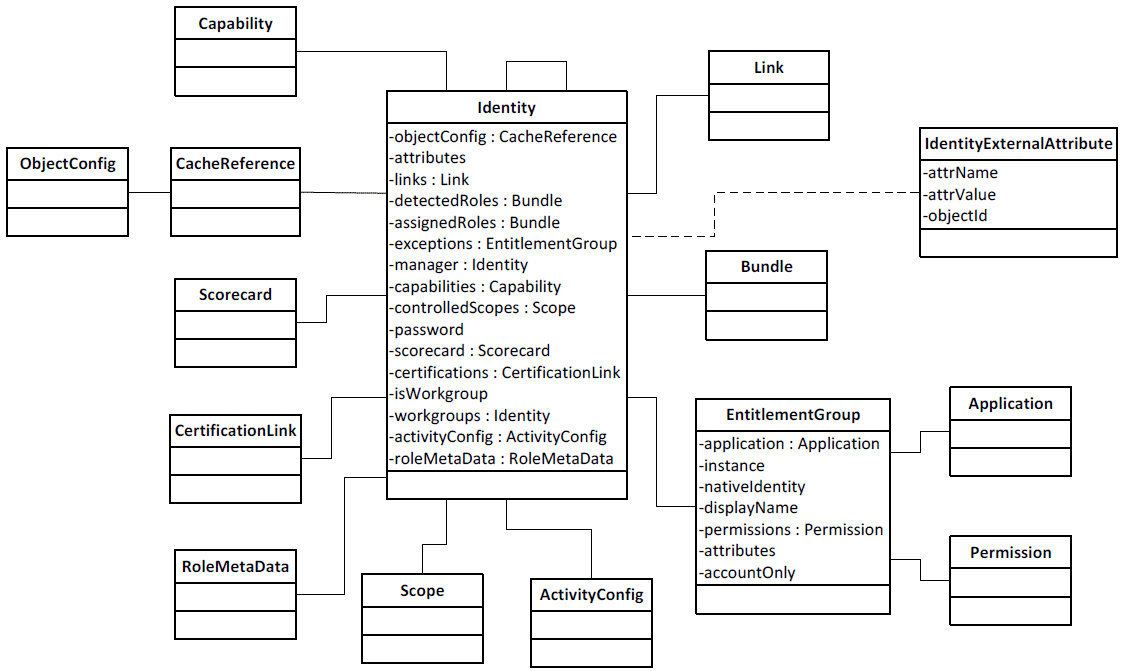 Capability
Link
Identity
-objectConfig : CacheReference
-attributes
-links : Link
-detectedRoles : Bundle
-assignedRoles : Bundle
-exceptions : EntitlementGroup
-manager : Identity
-capabilities : Capability
-controlledScopes : Scope
-password
-scorecard : Scorecard
-certifications : CertificationLink
-isWorkgroup
-workgroups : Identity
-activityConfig : ActivityConfig
-roleMetaData : RoleMetaData
IdentityExternalAttribute
-attrName
-attrValue
-objectId
ObjectConfig
CacheReference
Bundle
Scorecard
Application
EntitlementGroup
-application : Application
-instance
-nativeIdentity
-displayName
-permissions : Permission
-attributes
-accountOnly
CertificationLink
Permission
RoleMetaData
Scope
ActivityConfig